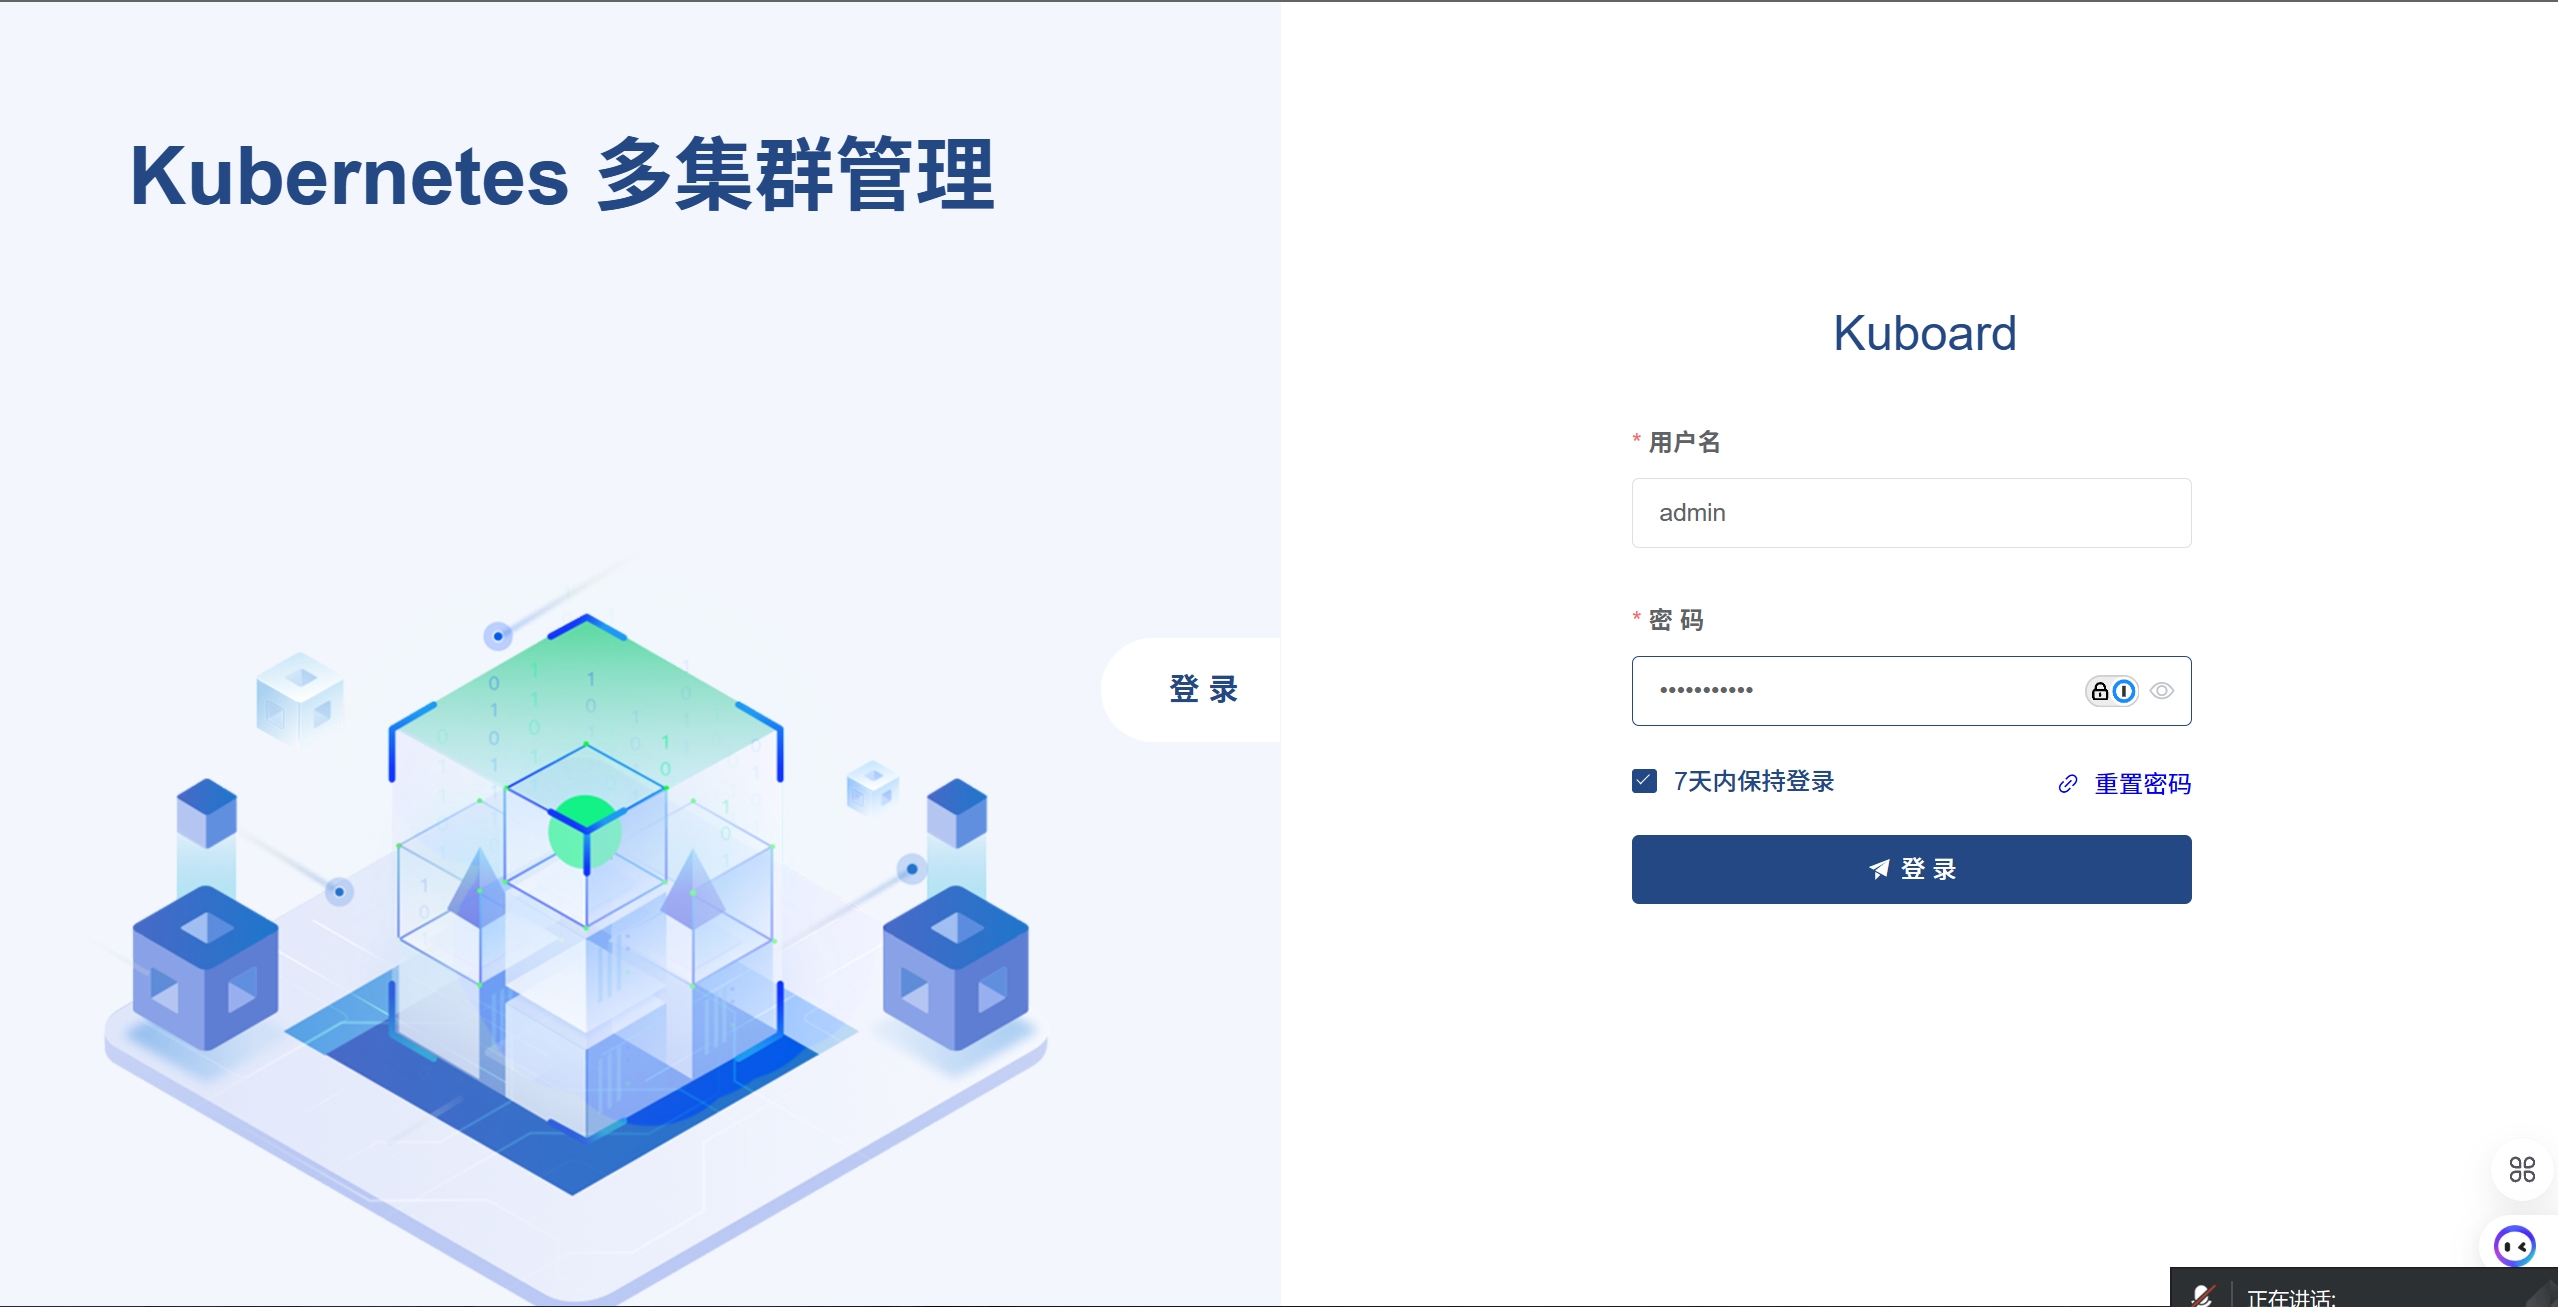 Kubernetes 多集群管理
登 录
Kuboard
* 用户名
admin
* 密 码
•••••••••••
7天内保持登录
重置密码
登 录
正在讲话: